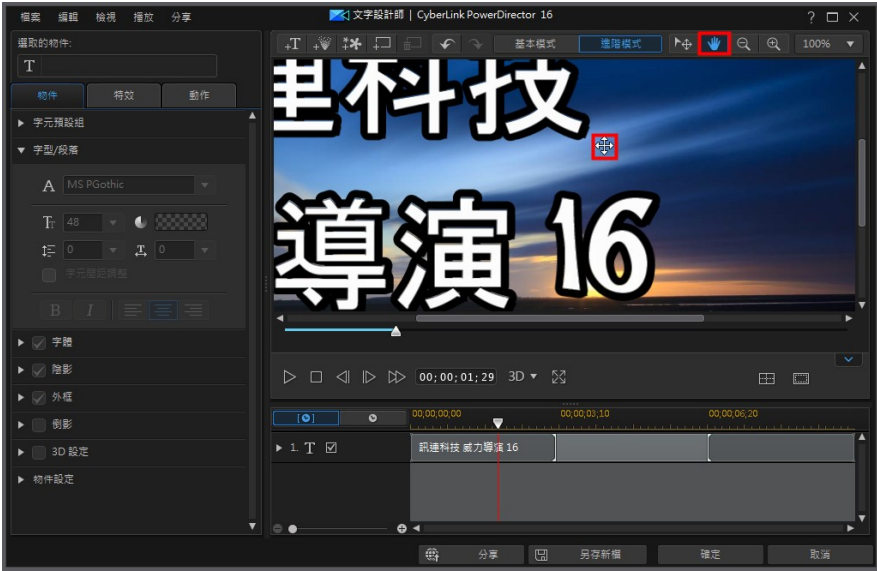 檔案 編輯 檢視 播放 分享
文字設計師 | CyberLink PowerDirector 16
? 
選取的物件:
T
+T
基本模式 進階模式
100%
物件 特效 動作
字元預設組
字型/段落
A MS PGothic
48
0 0
字元間距調整
B I
字體
陰影
外框
倒影
3D 設定
物件設定
里科技
導演 16
00;00;01;29 3D
00;00;00;00 00;00;03;10 00;00;06;20
1. T 訊連科技 威力導演 16
分享 另存新檔 確定 取消